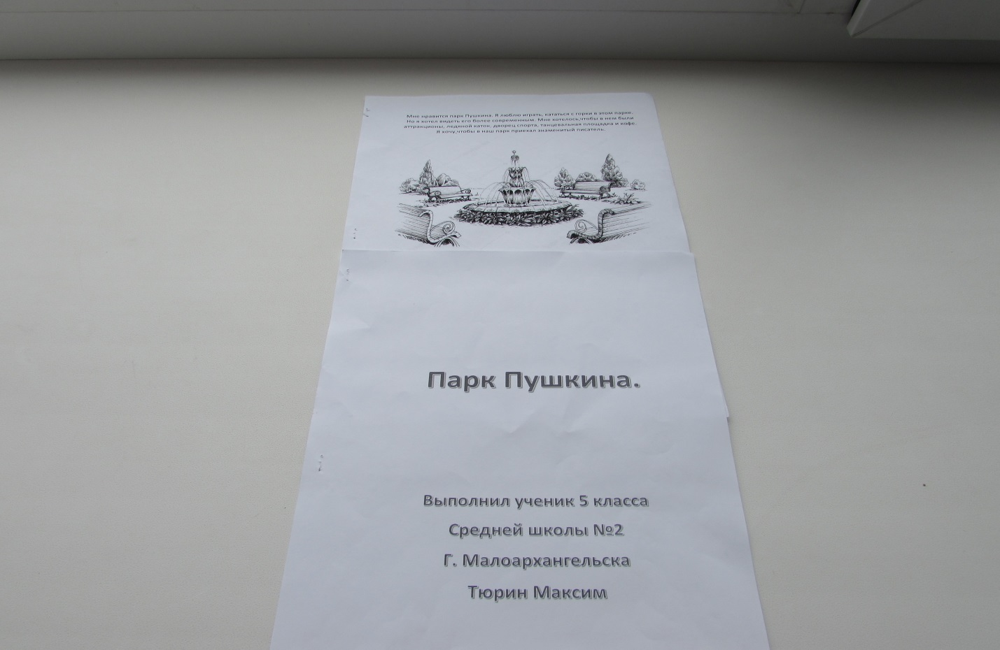 Мне нравится парк Пушкина. Я люблю играть, кататься с горки в этом парке.
Но я хотел видеть его более современным. Мне хотелось,чтобы в нем были
аттракционы, ледяной каток, дворец спорта, танцевальная площадка и кофе.
Я хочу,чтобы в наш парк приехал знаменитый писатель.
Парк Пушкина.
Выполнил ученик 5 класса
Средней школы №2
Г. Малоархангельска
Тюрин Максим